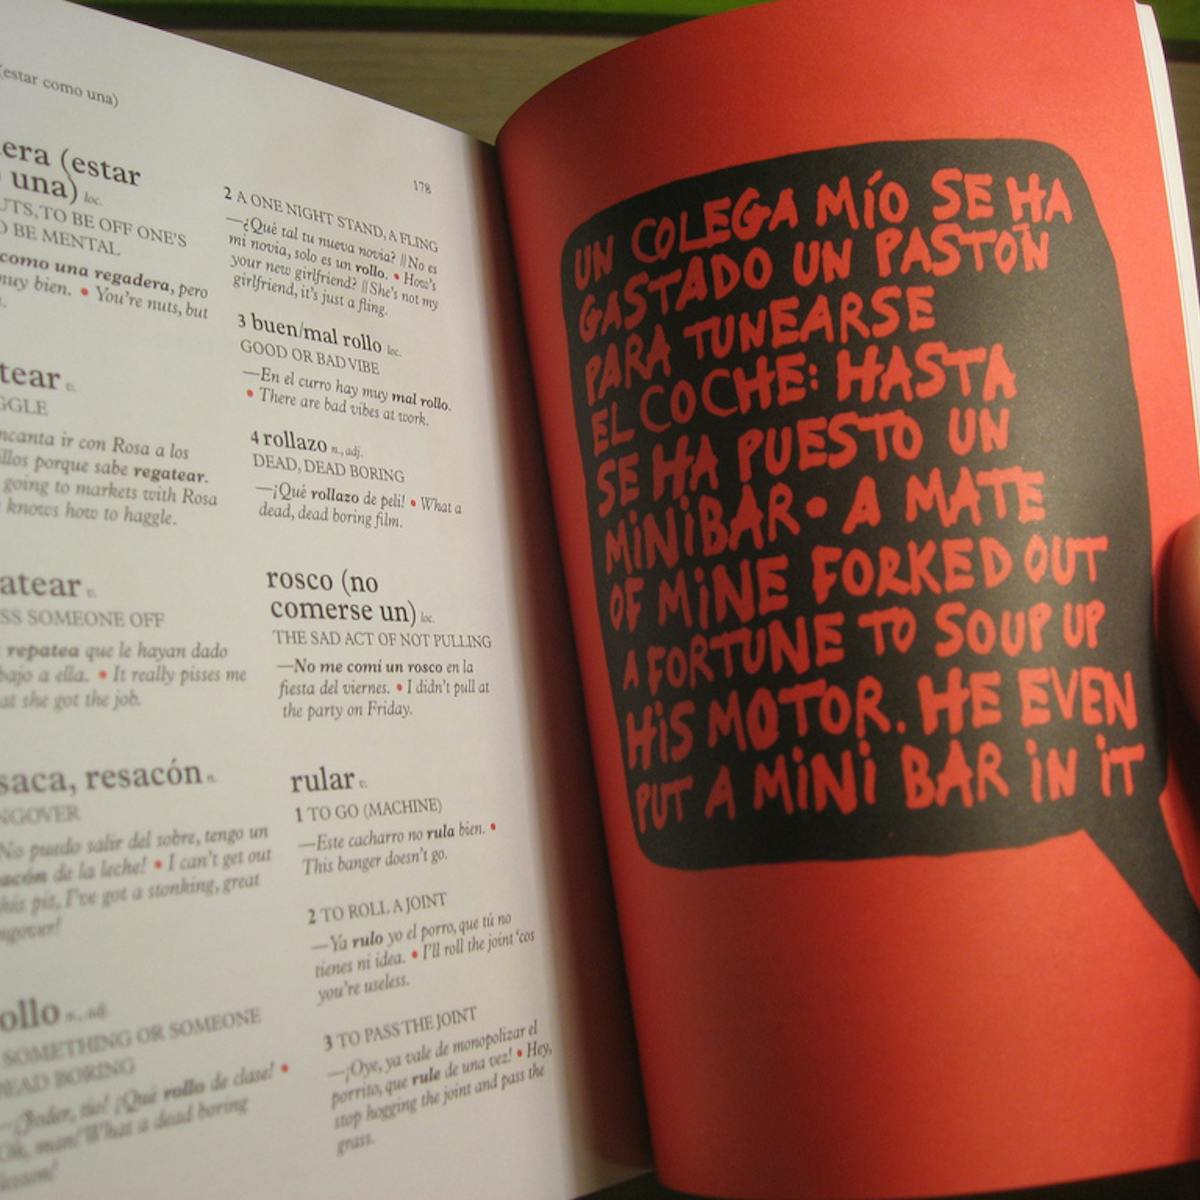 (estar como una)
era (estar
una) loc.
UTS, TO BE OFF ONE'S
BE MENTAL
como una regadera, pero
muy bien. • You're nuts, but
tear v.
GGLE
ncanta ir con Rosa a los
illos porque sabe regatear.
going to markets with Rosa
knows how to haggle.
atear v.
SS SOMEONE OFF
repatea que le hayan dado
bajo a ella. • It really pisses me
at she got the job.
saca, resacón n.
NGOVER
No puedo salir del sobre, tengo un
acón de la leche! • I can't get out
this pit, I've got a stonking, great
ngover!
ollo n., adj.
SOMETHING OR SOMEONE
DEAD BORING
—¡Joder, tío! ¡Qué rollo de clase! •
Oh, man! What a dead boring
lesson!
178
2 A ONE NIGHT STAND, A FLING
—¿Qué tal tu nueva novia? || No es
mi novia, solo es un rollo. • How's
your new girlfriend? || She's not my
girlfriend, it's just a fling.
3 buen/mal rollo loc.
GOOD OR BAD VIBE
—En el curro hay muy mal rollo.
• There are bad vibes at work.
4 rollazo n., adj.
DEAD, DEAD BORING
—¡Qué rollazo de peli! • What a
dead, dead boring film.
rosco (no
comerse un) loc.
THE SAD ACT OF NOT PULLING
—No me comí un rosco en la
fiesta del viernes. • I didn't pull at
the party on Friday.
rular v.
1 TO GO (MACHINE)
—Este cacharro no rula bien. •
This banger doesn't go.
2 TO ROLL A JOINT
—Ya rulo yo el porro, que tú no
tienes ni idea. • I'll roll the joint 'cos
you're useless.
3 TO PASS THE JOINT
—¡Oye, ya vale de monopolizar el
porrito, que rule de una vez! • Hey,
stop hogging the joint and pass the
grass.
UN COLEGA MÍO SE HA
GASTADO UN PASTÓN
PARA TUNEARSE
EL COCHE: HASTA
SE HA PUESTO UN
MINIBAR • A MATE
OF MINE FORKED OUT
A FORTUNE TO SOUP UP
HIS MOTOR. HE EVEN
PUT A MINI BAR IN IT